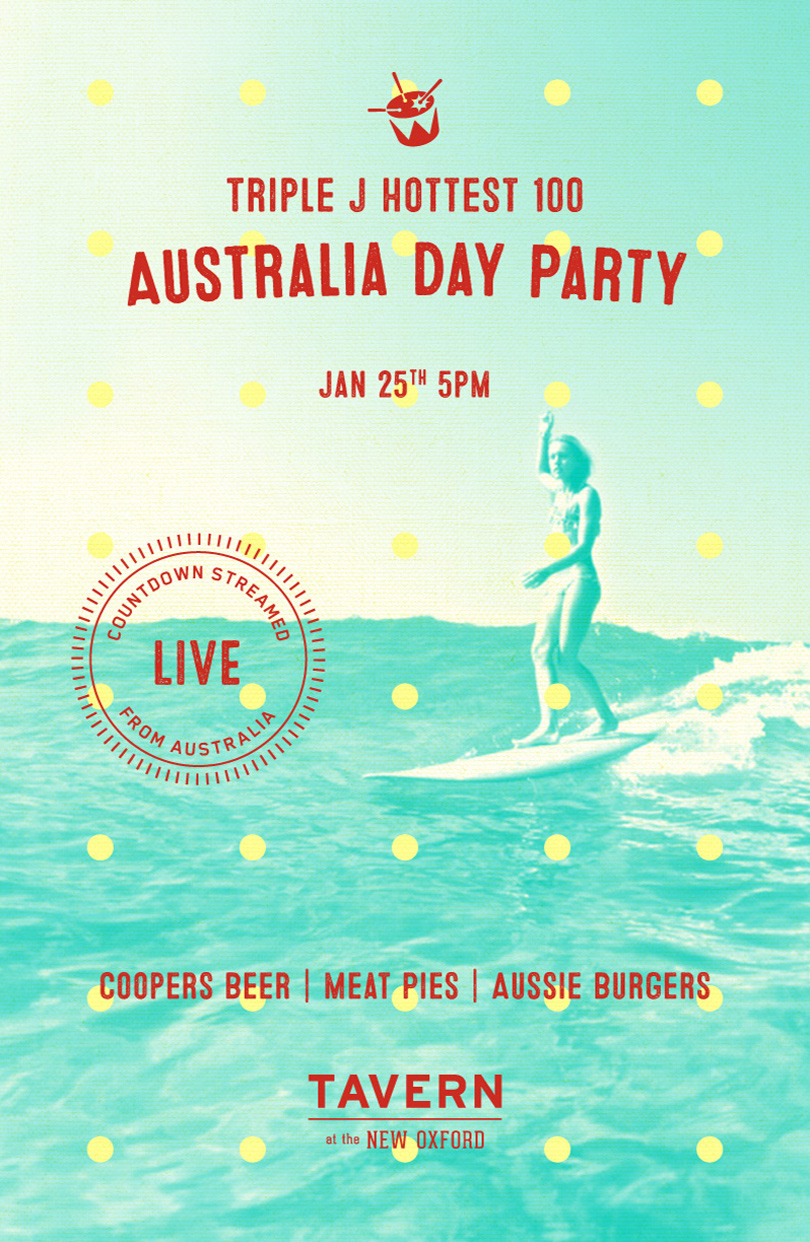 TRIPLE J HOTTEST 100
AUSTRALIA DAY PARTY
JAN 25TH 5PM
COUNTDOWN STREAMED
LIVE
FROM AUSTRALIA
COOPERS BEER | MEAT PIES | AUSSIE BURGERS
TAVERN
at the NEW OXFORD